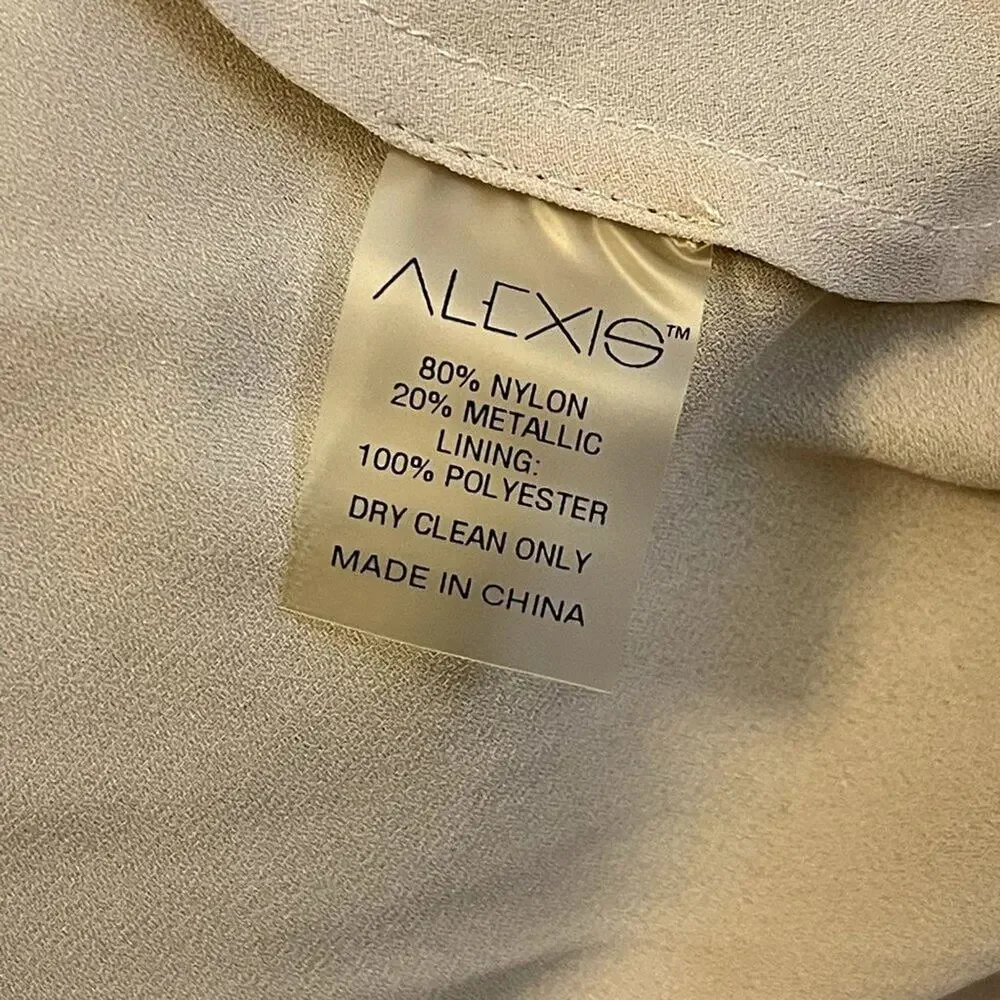 ALEXIS™
80% NYLON
20% METALLIC
LINING:
100% POLYESTER
DRY CLEAN ONLY
MADE IN CHINA